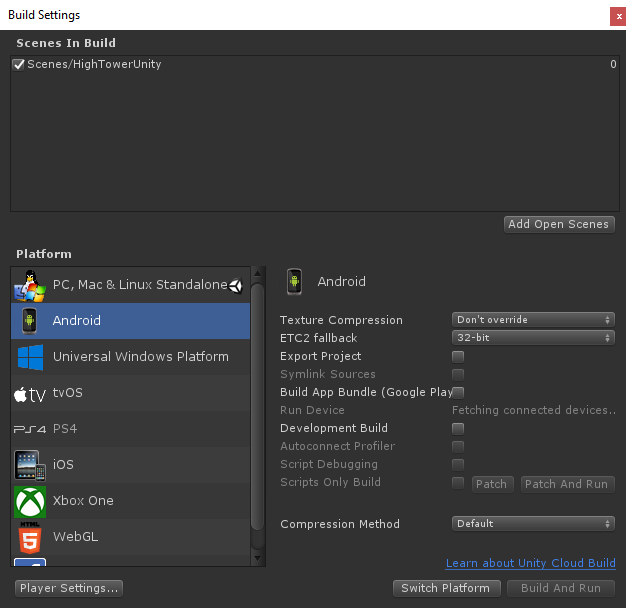 Build Settings
x
Scenes In Build
Scenes/HighTowerUnity 0
Add Open Scenes
Platform
PC, Mac & Linux Standalone
Android
Universal Windows Platform
tv tvOS
PS4 PS4
iOS
Xbox One
HTML 5 WebGL
Android
Texture Compression Don't override
ETC2 fallback 32-bit
Export Project
Symlink Sources
Build App Bundle (Google Play
Run Device Fetching connected devices..
Development Build
Autoconnect Profiler
Script Debugging
Scripts Only Build Patch Patch And Run
Compression Method Default
Learn about Unity Cloud Build
Player Settings... Switch Platform Build And Run